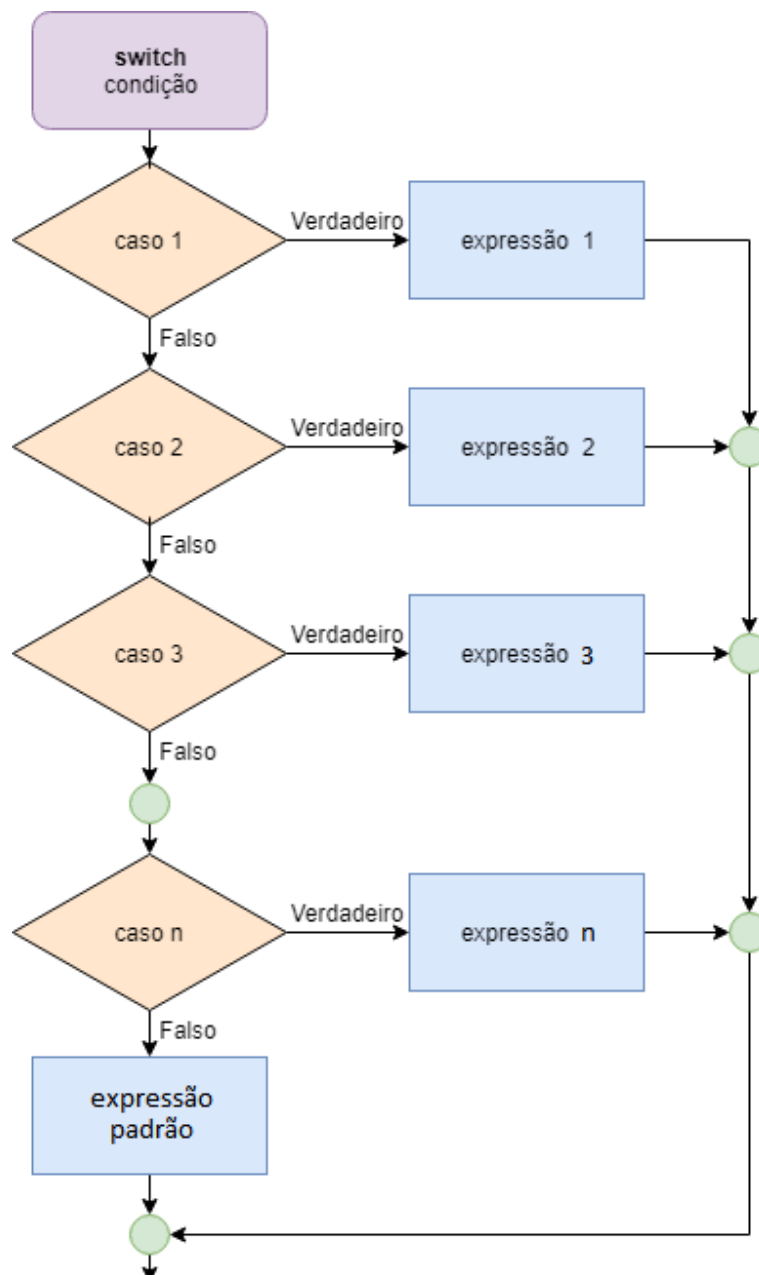 switch
condição
caso 1
Verdadeiro
expressão 1
Falso
caso 2
Verdadeiro
expressão 2
Falso
caso 3
Verdadeiro
expressão 3
Falso
caso n
Verdadeiro
expressão n
Falso
expressão
padrão